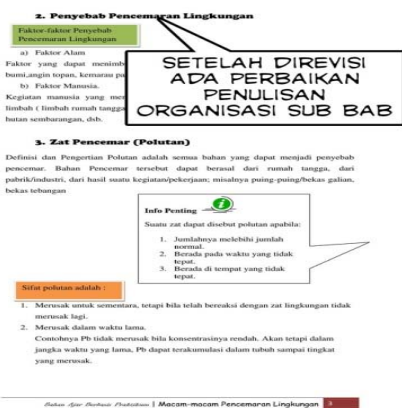 2. Penyebab Pencemaran Lingkungan
Faktor-faktor Penyebab
Pencemaran Lingkungan
a) Faktor Alam
Faktor yang dapat menimb
bumi,angin topan, kemarau pa
b) Faktor Manusia.
Kegiatan manusia yang mer
limbah ( limbah rumah tangga
hutan sembarangan, dsb.
SETELAH DIREVISI
ADA PERBAIKAN
PENULISAN
ORGANISASI SUB BAB
3. Zat Pencemar (Polutan)
Definisi dan Pengertian Polutan adalah semua bahan yang dapat menjadi penyebab
pencemar. Bahan Pencemar tersebut dapat berasal dari rumah tangga, dari
pabrik/industri, dari hasil suatu kegiatan/pekerjaan; misalnya puing-puing/bekas galian,
bekas tebangan
Info Penting
Suatu zat dapat disebut polutan apabila:
1. Jumlahnya melebihi jumlah
normal.
2. Berada pada waktu yang tidak
tepat.
3. Berada di tempat yang tidak
tepat.
Sifat polutan adalah :
1. Merusak untuk sementara, tetapi bila telah bereaksi dengan zat lingkungan tidak
merusak lagi.
2. Merusak dalam waktu lama.
Contohnya Pb tidak merusak bila konsentrasinya rendah. Akan tetapi dalam
jangka waktu yang lama, Pb dapat terakumulasi dalam tubuh sampai tingkat
yang merusak.
Bahan Ajar Berbasis Praktikum | Macam-macam Pencemaran Lingkungan 3